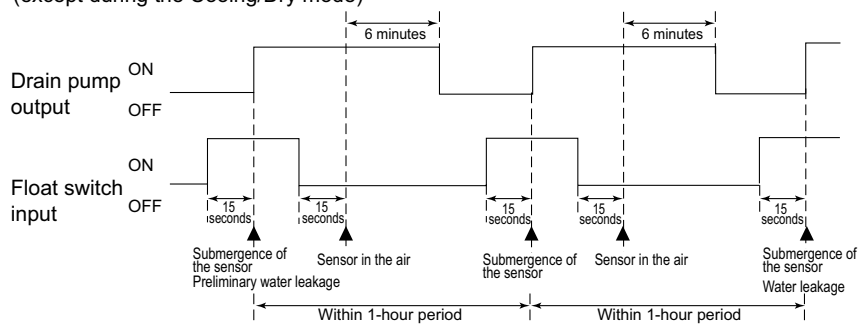 (except during the Cooling/Dry mode)
6 minutes
6 minutes
Drain pump
output
ON
OFF
Float switch
input
ON
OFF
15
seconds
15
seconds
15
seconds
15
seconds
15
seconds
Submergence of
the sensor
Preliminary water leakage
Sensor in the air
Submergence of
the sensor
Sensor in the air
Submergence of
the sensor
Water leakage
Within 1-hour period
Within 1-hour period